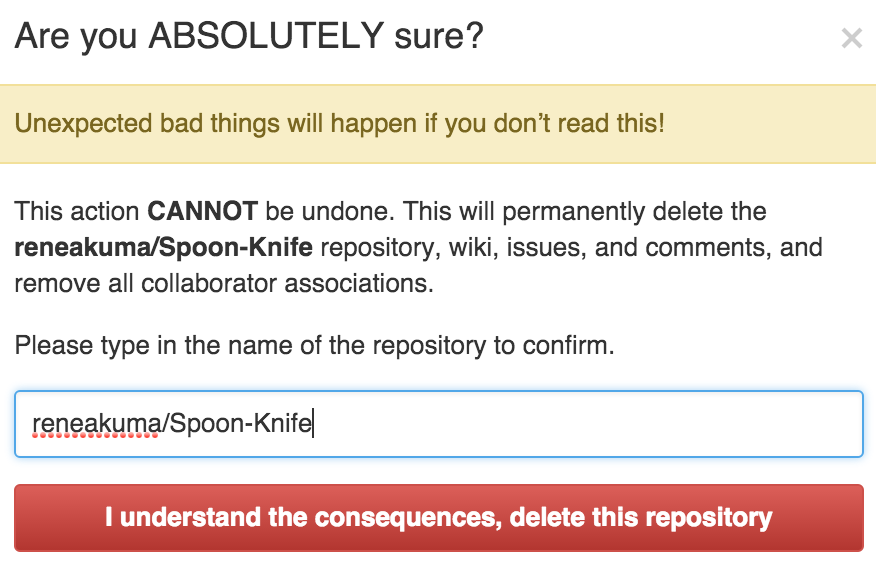 Are you ABSOLUTELY sure?
×
Unexpected bad things will happen if you don’t read this!
This action CANNOT be undone. This will permanently delete the
reneakuma/Spoon-Knife repository, wiki, issues, and comments, and
remove all collaborator associations.
Please type in the name of the repository to confirm.
reneakuma/Spoon-Knife
I understand the consequences, delete this repository